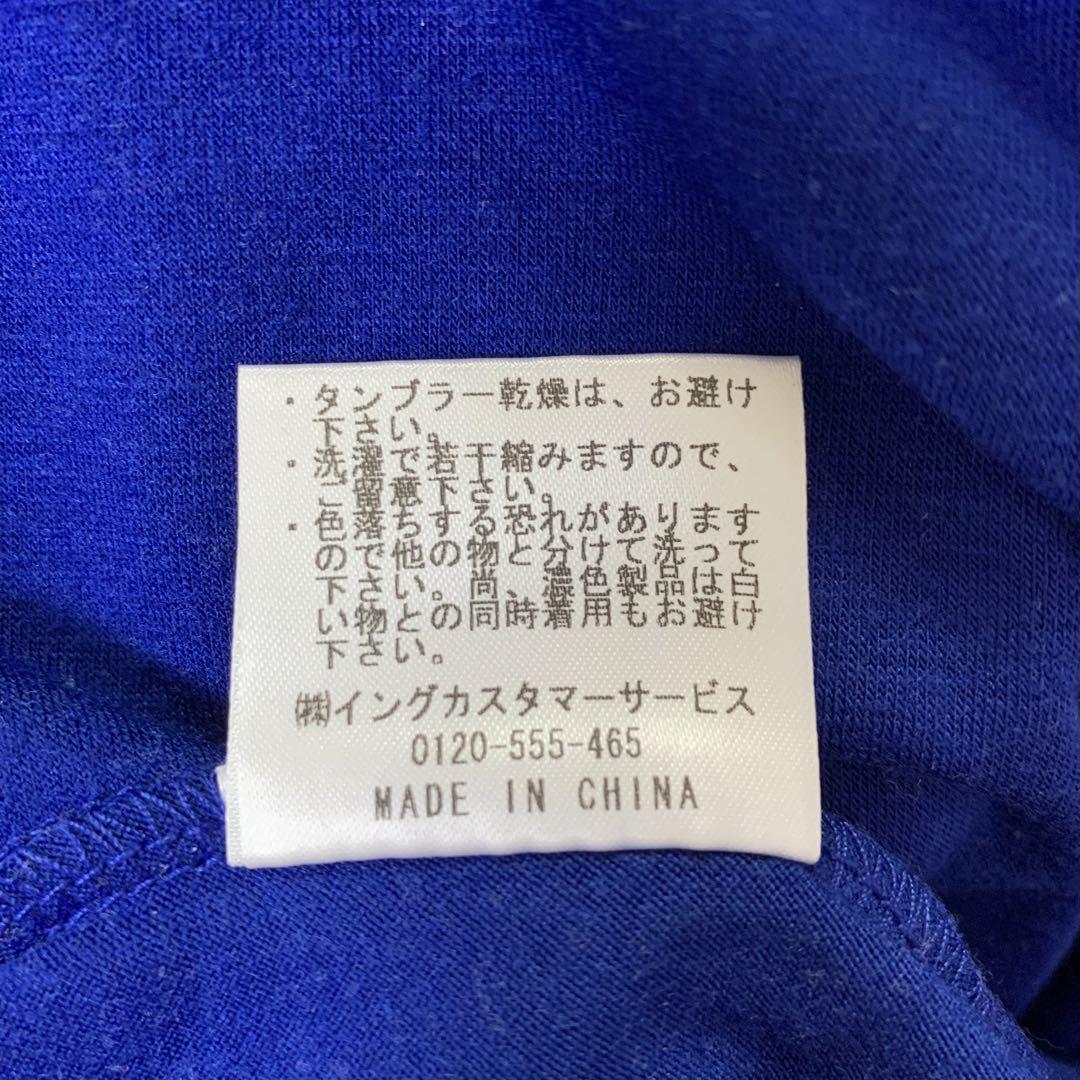 ・タンブラー乾燥は、お避け
下さい。
・洗濯で若干縮みますので、
ご留意下さい。
・色落ちする恐れがあります
ので他の物と分けて洗って
下さい。尚、濃色製品は白
い物との同時着用もお避け
下さい。
㈱イングカスタマーサービス
0120-555-465
MADE IN CHINA